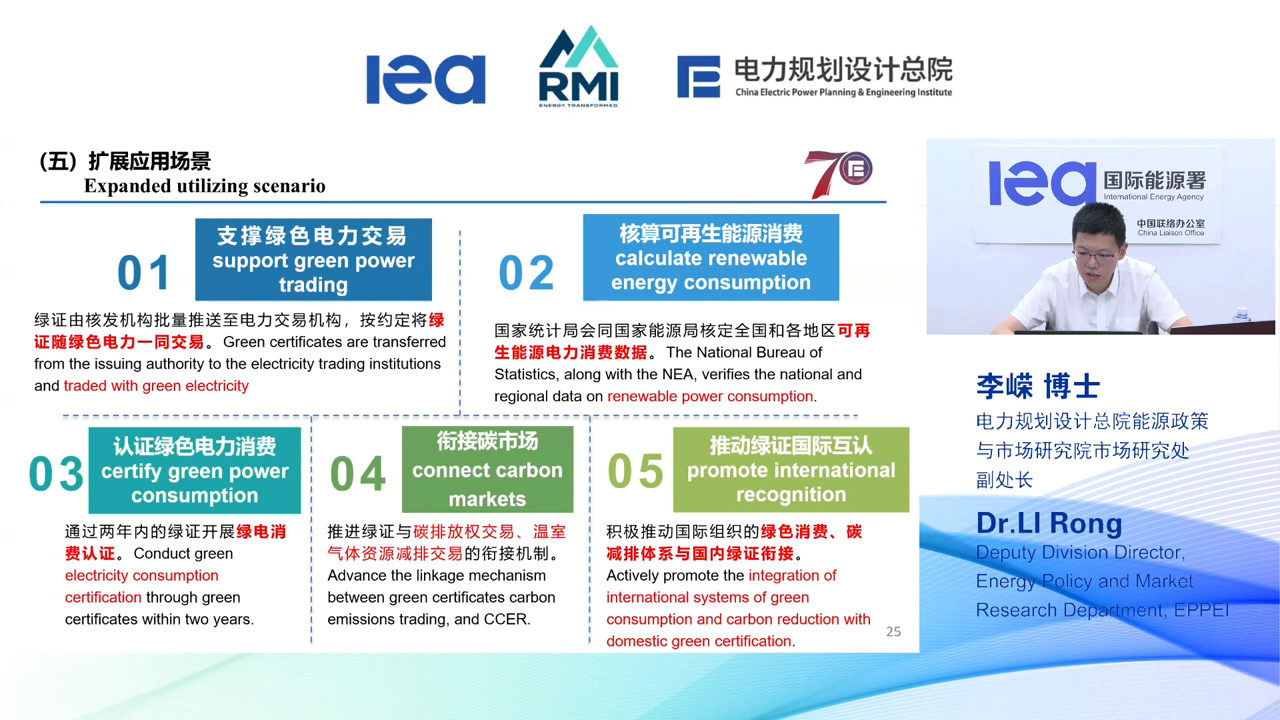 iea
RMI
ENERGY. TRANSFORMED.
电力规划设计总院
China Electric Power Planning & Engineering Institute
（五）扩展应用场景
Expanded utilizing scenario
70
01
支撑绿色电力交易
support green power
trading
绿证由核发机构批量推送至电力交易机构，按约定将绿
证随绿色电力一同交易。Green certificates are transferred
from the issuing authority to the electricity trading institutions
and traded with green electricity
02
核算可再生能源消费
calculate renewable
energy consumption
国家统计局会同国家能源局核定全国和各地区可再
生能源电力消费数据。The National Bureau of
Statistics, along with the NEA, verifies the national and
regional data on renewable power consumption.
03
认证绿色电力消费
certify green power
consumption
通过两年内的绿证开展绿电消
费认证。Conduct green
electricity consumption
certification through green
certificates within two years.
04
衔接碳市场
connect carbon
markets
推进绿证与碳排放权交易、温室
气体资源减排交易的衔接机制。
Advance the linkage mechanism
between green certificates carbon
emissions trading, and CCER.
05
推动绿证国际互认
promote international
recognition
积极推动国际组织的绿色消费、碳
减排体系与国内绿证衔接。
Actively promote the integration of
international systems of green
consumption and carbon reduction with
domestic green certification.
25
iea 国际能源署
International Energy Agency
中国联络办公室
China Liaison Office
李嵘 博士
电力规划设计总院能源政策
与市场研究院市场研究处
副处长
Dr.LI Rong
Deputy Division Director,
Energy Policy and Market
Research Department, EPPEI